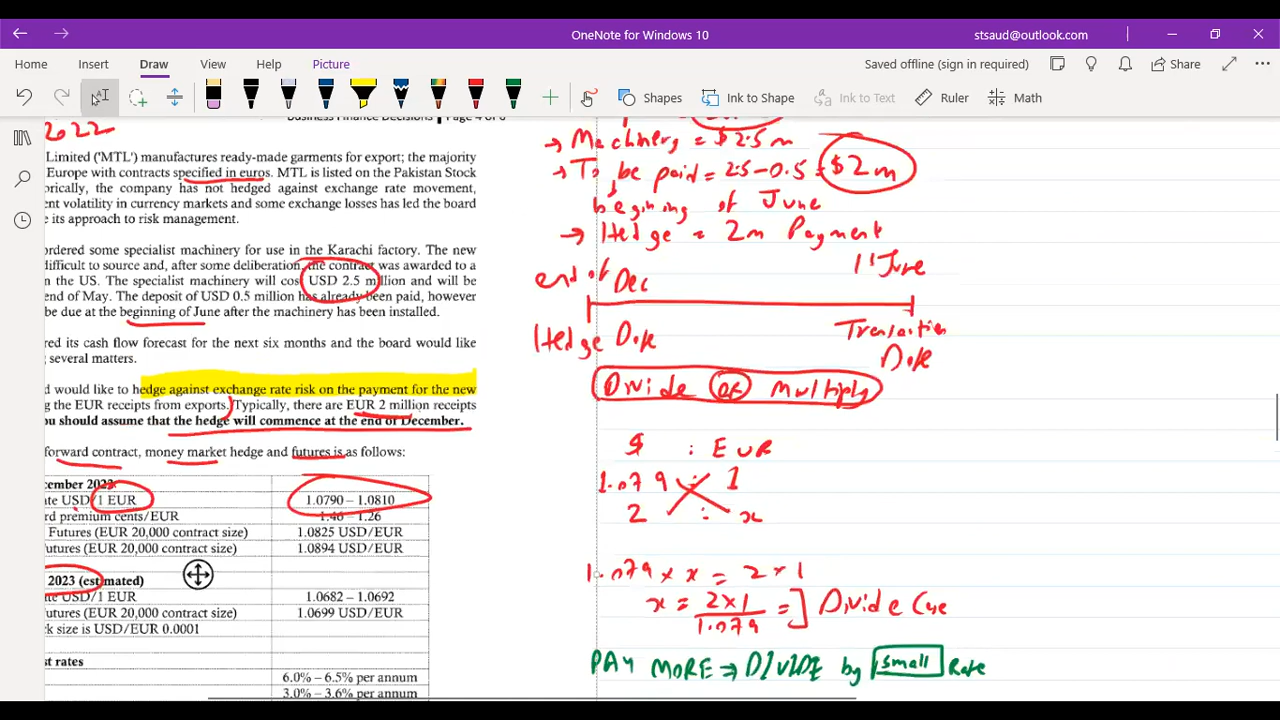 OneNote for Windows 10
stsaud@outlook.com
Home Insert Draw View Help Picture
Saved offline (sign in required)
Share
Shapes
Ink to Shape
Ink to Text
Ruler
Math
2022
Business Finance Decisions Page 4 of 6
Limited ('MTL') manufactures ready-made garments for export; the majority
Europe with contracts specified in euros. MTL is listed on the Pakistan Stock
orically, the company has not hedged against exchange rate movement,
ent volatility in currency markets and some exchange losses has led the board
e its approach to risk management.
ordered some specialist machinery for use in the Karachi factory. The new
difficult to source and, after some deliberation, the contract was awarded to a
n the US. The specialist machinery will cost USD 2.5 million and will be
end of May. The deposit of USD 0.5 million has already been paid, however
be due at the beginning of June after the machinery has been installed.
red its cash flow forecast for the next six months and the board would like
several matters.
d would like to hedge against exchange rate risk on the payment for the new
g the EUR receipts from exports. Typically, there are EUR 2 million receipts
u should assume that the hedge will commence at the end of December.
forward contract, money market hedge and futures is as follows:
cember 2022
ate USD/1 EUR 1.0790 – 1.0810
rd premium cents/EUR 1.46 – 1.26
Futures (EUR 20,000 contract size) 1.0825 USD/EUR
utures (EUR 20,000 contract size) 1.0894 USD/EUR
2023 (estimated)
ate USD/1 EUR 1.0682 – 1.0692
utures (EUR 20,000 contract size) 1.0699 USD/EUR
ck size is USD/EUR 0.0001
st rates
6.0% – 6.5% per annum
3.0% – 3.6% per annum
→ Machinery = $ 2.5m
→ To be paid = 2.5 - 0.5 = $2m
begining of June
→ Hedge = 2m Payment
end of Dec
1 June
Hedge Date
Transaction Date
Divide or multiply
$ : EUR
1.079 : 1
2 : x
1.079 × x = 2 × 1
x = 2×1 / 1.079 = ] Divide Cuse
PAY MORE ⇒ DIVIDE by small Rate